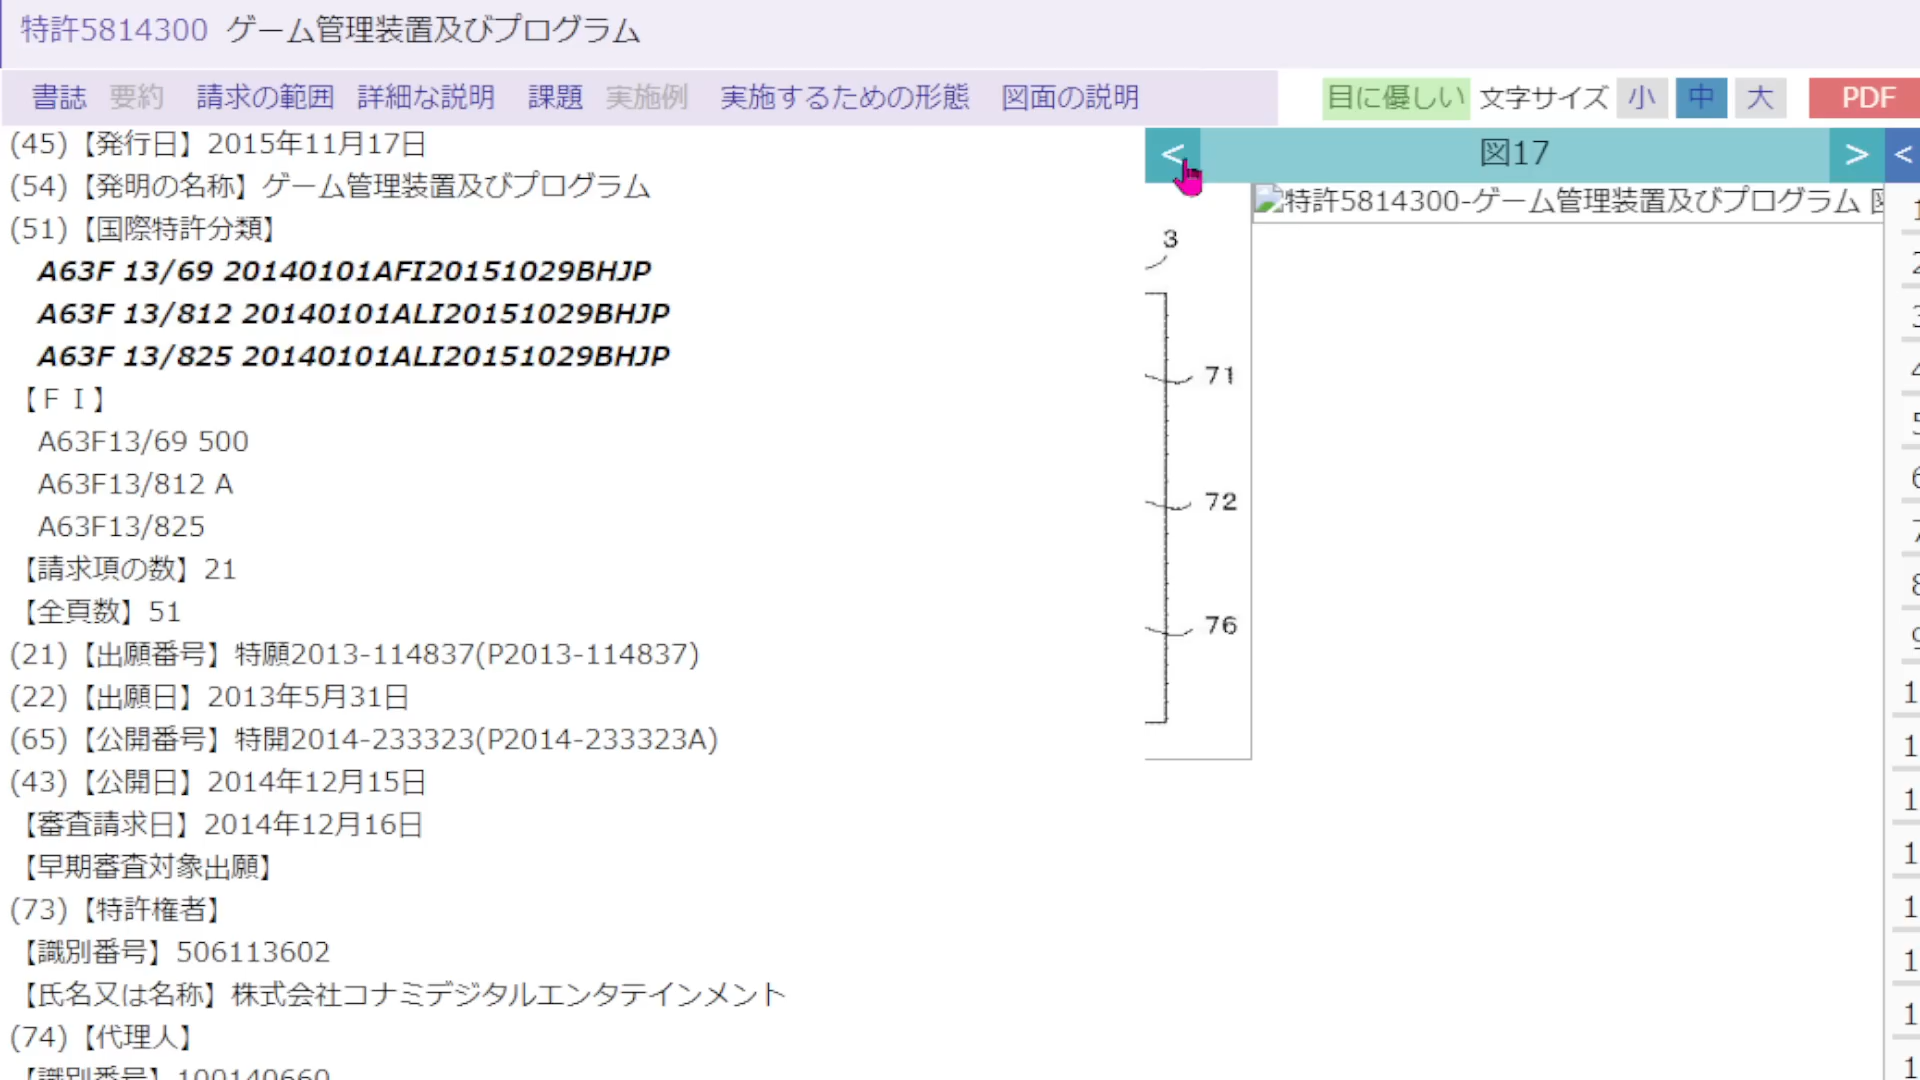 特許5814300 ゲーム管理装置及びプログラム
書誌 要約 請求の範囲 詳細な説明 課題 実施例 実施するための形態 図面の説明 目に優しい 文字サイズ 小 中 大 PDF
(45)【発行日】2015年11月17日
(54)【発明の名称】ゲーム管理装置及びプログラム
(51)【国際特許分類】
A63F 13/69 20140101AFI20151029BHJP
A63F 13/812 20140101ALI20151029BHJP
A63F 13/825 20140101ALI20151029BHJP
【ＦＩ】
A63F13/69 500
A63F13/812 A
A63F13/825
【請求項の数】21
【全頁数】51
(21)【出願番号】特願2013-114837(P2013-114837)
(22)【出願日】2013年5月31日
(65)【公開番号】特開2014-233323(P2014-233323A)
(43)【公開日】2014年12月15日
【審査請求日】2014年12月16日
【早期審査対象出願】
(73)【特許権者】
【識別番号】506113602
【氏名又は名称】株式会社コナミデジタルエンタテインメント
(74)【代理人】
【識別番号】100140660
< 図17 > <
特許5814300-ゲーム管理装置及びプログラム
3
71
72
76